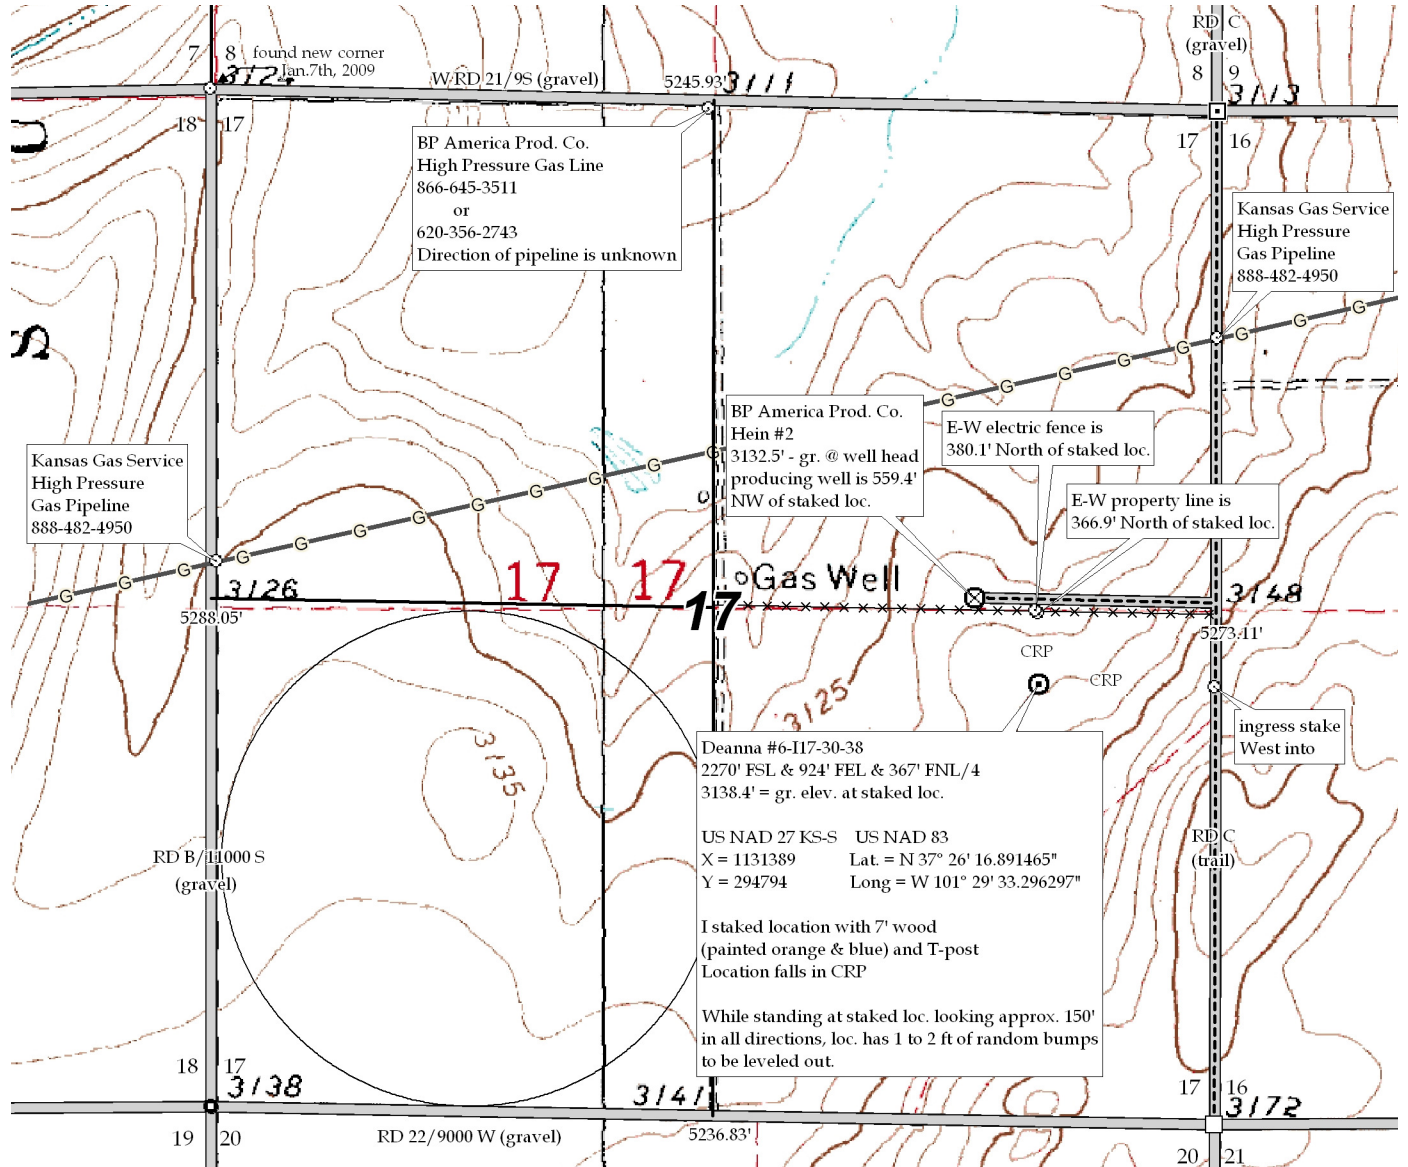 RD C
(gravel)
7 8 found new corner
3124 Jan.7th, 2009
W RD 21/9S (gravel)
5245.93'
3111
8 9
3113
18 17
17 16
BP America Prod. Co.
High Pressure Gas Line
866-645-3511
or
620-356-2743
Direction of pipeline is unknown
Kansas Gas Service
High Pressure
Gas Pipeline
888-482-4950
S
G G G
G G G G G
BP America Prod. Co.
Hein #2
3132.5' - gr. @ well head
producing well is 559.4'
NW of staked loc.
E-W electric fence is
380.1' North of staked loc.
E-W property line is
366.9' North of staked loc.
Kansas Gas Service
High Pressure
Gas Pipeline
888-482-4950
G G G G G G G G G G G G
17 17
17
Gas Well
3126
5288.05'
3148
5273.11'
CRP
CRP
3125
ingress stake
West into
3135
Deanna #6-I17-30-38
2270' FSL & 924' FEL & 367' FNL/4
3138.4' = gr. elev. at staked loc.
US NAD 27 KS-S US NAD 83
X = 1131389 Lat. = N 37° 26' 16.891465"
Y = 294794 Long = W 101° 29' 33.296297"
I staked location with 7' wood
(painted orange & blue) and T-post
Location falls in CRP
While standing at staked loc. looking approx. 150'
in all directions, loc. has 1 to 2 ft of random bumps
to be leveled out.
RD B/11000 S
(gravel)
RD C
(trail)
18 17
3138
3141
17 16
3172
19 20
RD 22/9000 W (gravel)
5236.83'
20 21